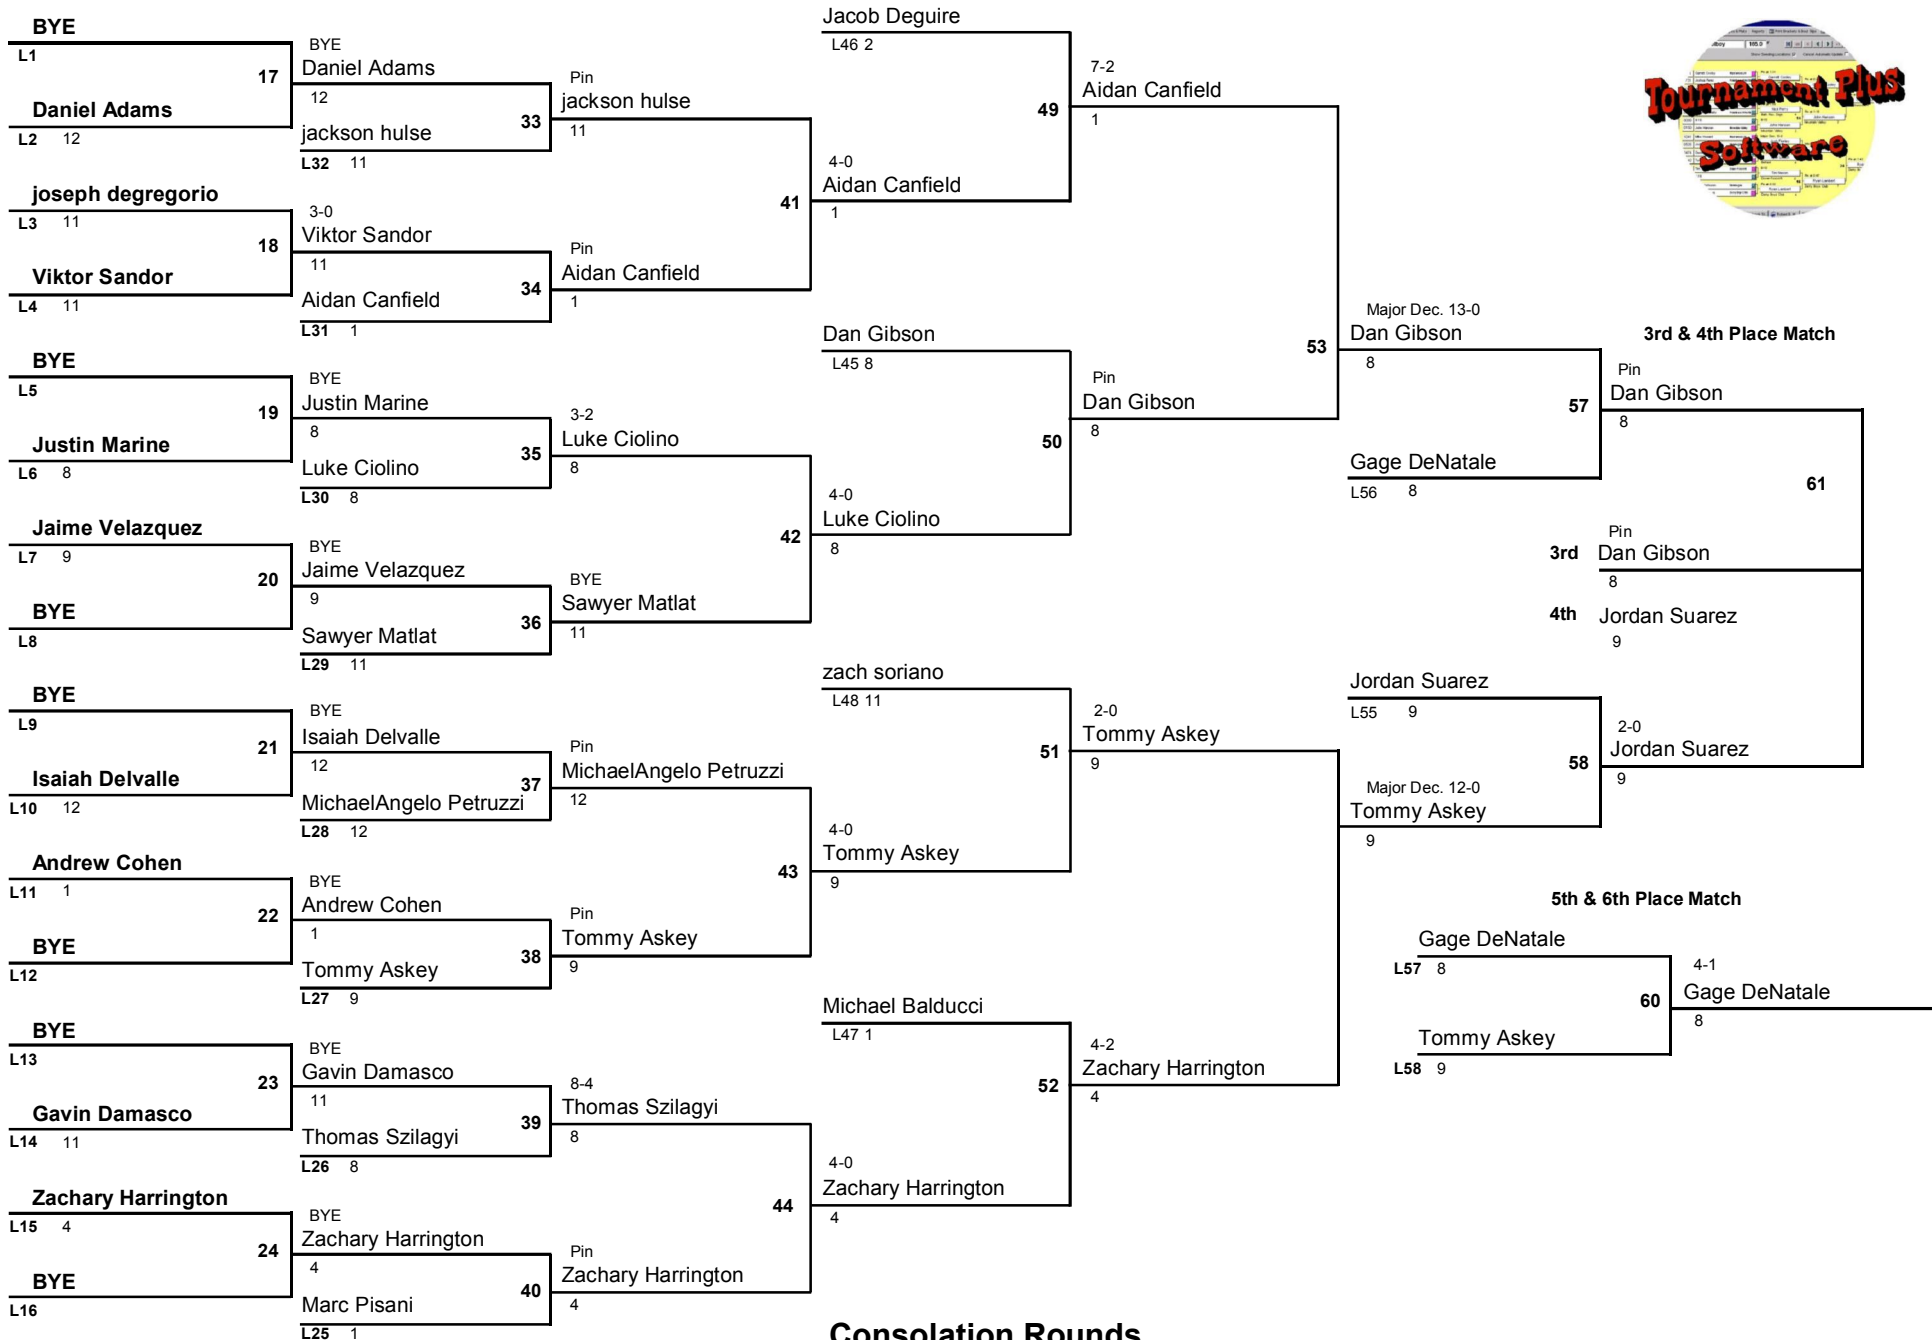 BYE
L1
17
Daniel Adams
L2 12
joseph degregorio
L3 11
18
Viktor Sandor
L4 11
BYE
L5
19
Justin Marine
L6 8
Jaime Velazquez
L7 9
20
BYE
L8
BYE
L9
21
Isaiah Delvalle
L10 12
Andrew Cohen
L11 1
22
BYE
L12
BYE
L13
23
Gavin Damasco
L14 11
Zachary Harrington
L15 4
24
BYE
L16
BYE
Daniel Adams
12
33
jackson hulse
L32 11
3-0
Viktor Sandor
11
34
Aidan Canfield
L31 1
BYE
Justin Marine
8
35
Luke Ciolino
L30 8
BYE
Jaime Velazquez
9
36
Sawyer Matlat
L29 11
BYE
Isaiah Delvalle
12
37
MichaelAngelo Petruzzi
L28 12
BYE
Andrew Cohen
1
38
Tommy Askey
L27 9
BYE
Gavin Damasco
11
39
Thomas Szilagyi
L26 8
BYE
Zachary Harrington
4
40
Marc Pisani
L25 1
Pin
jackson hulse
11
41
Pin
Aidan Canfield
1
3-2
Luke Ciolino
8
42
BYE
Sawyer Matlat
11
Pin
MichaelAngelo Petruzzi
12
43
Pin
Tommy Askey
9
8-4
Thomas Szilagyi
8
44
Pin
Zachary Harrington
4
Jacob Deguire
L46 2
49
4-0
Aidan Canfield
1
Dan Gibson
L45 8
50
4-0
Luke Ciolino
8
zach soriano
L48 11
51
4-0
Tommy Askey
9
Michael Balducci
L47 1
52
4-0
Zachary Harrington
4
7-2
Aidan Canfield
1
53
Pin
Dan Gibson
8
2-0
Tommy Askey
9
4-2
Zachary Harrington
4
Major Dec. 13-0
Dan Gibson
8
57
Gage DeNatale
L56 8
Jordan Suarez
L55 9
58
Major Dec. 12-0
Tommy Askey
9
Tournament Plus
Software
3rd & 4th Place Match
Pin
Dan Gibson
8
61
Pin
3rd Dan Gibson
8
4th Jordan Suarez
9
2-0
Jordan Suarez
9
5th & 6th Place Match
Gage DeNatale
L57 8
60
Tommy Askey
L58 9
4-1
Gage DeNatale
8
Consolation Rounds